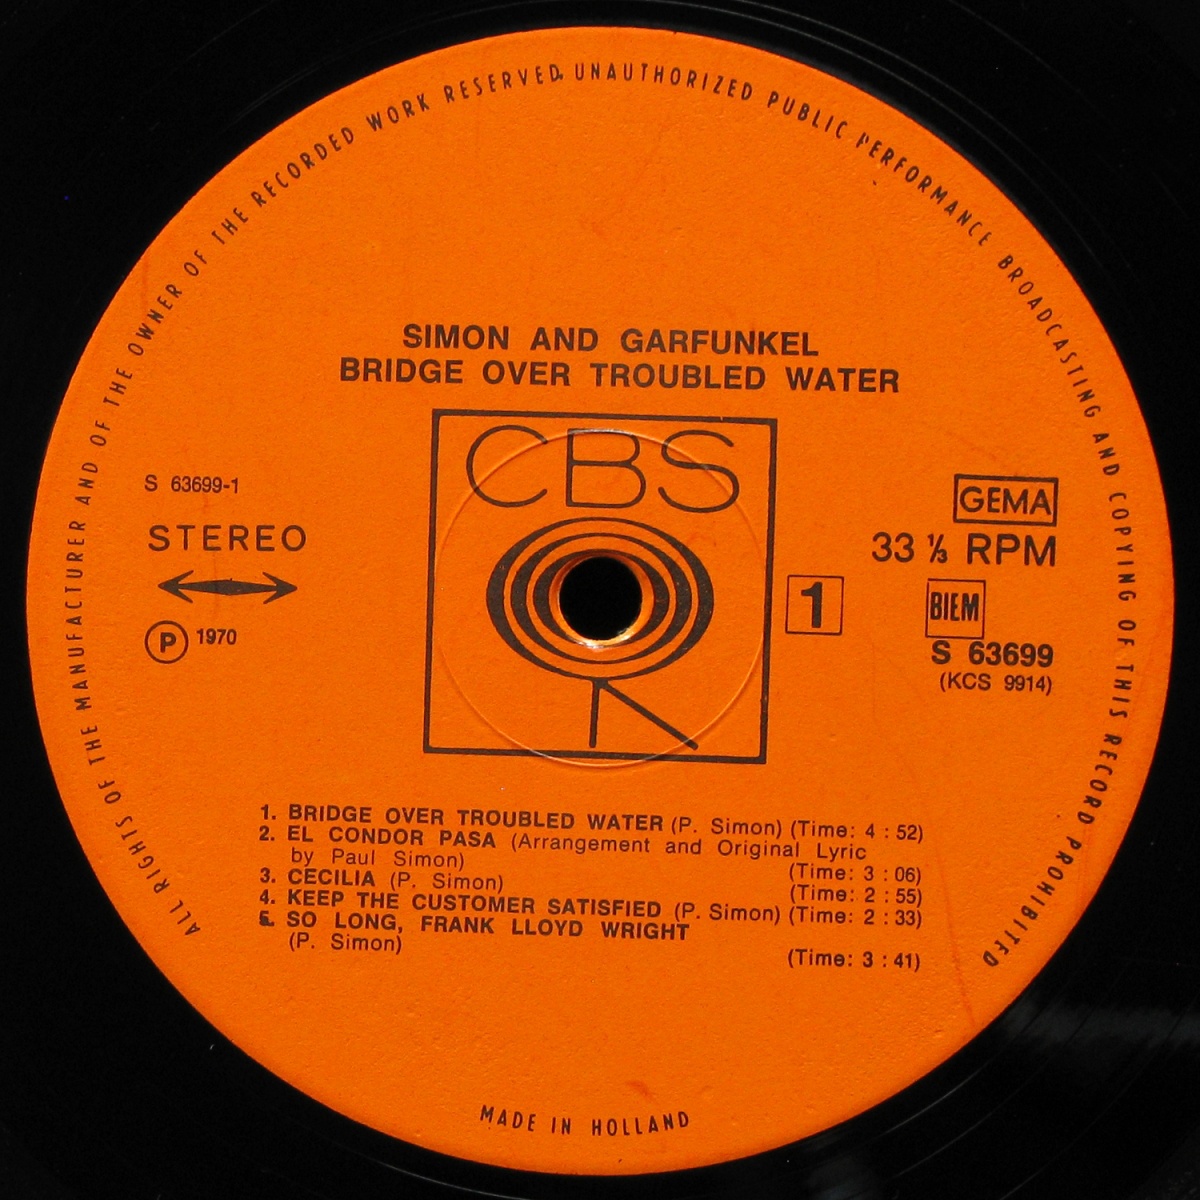 ALL RIGHTS OF THE MANUFACTURER AND OF THE OWNER OF THE RECORDED WORK RESERVED. UNAUTHORIZED PUBLIC PERFORMANCE BROADCASTING AND COPYING OF THIS RECORD PROHIBITED
SIMON AND GARFUNKEL
BRIDGE OVER TROUBLED WATER
CBS
S 63699-1
STEREO
P 1970
1
GEMA
33 ⅓ RPM
BIEM
S 63699
(KCS 9914)
1. BRIDGE OVER TROUBLED WATER (P. Simon) (Time: 4 : 52)
2. EL CONDOR PASA (Arrangement and Original Lyric
by Paul Simon) (Time: 3 : 06)
3. CECILIA (P. Simon) (Time: 2 : 55)
4. KEEP THE CUSTOMER SATISFIED (P. Simon) (Time: 2 : 33)
5. SO LONG, FRANK LLOYD WRIGHT
(P. Simon) (Time: 3 : 41)
MADE IN HOLLAND